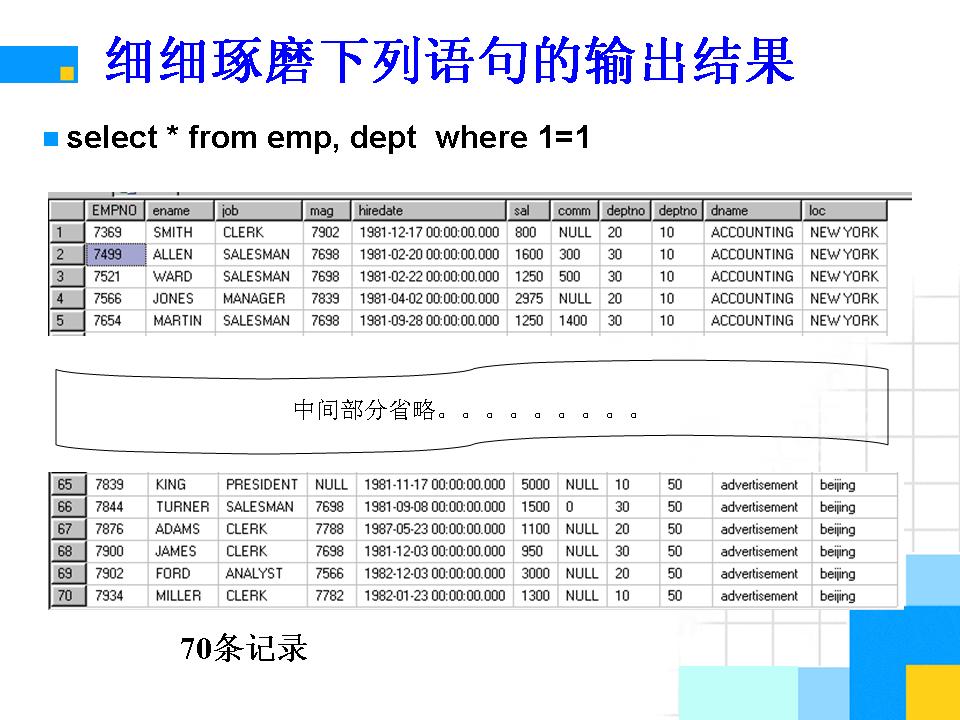 细细琢磨下列语句的输出结果
select * from emp, dept where 1=1
EMPNO ename job mag hiredate sal comm deptno deptno dname loc
1 7369 SMITH CLERK 7902 1981-12-17 00:00:00.000 800 NULL 20 10 ACCOUNTING NEW YORK
2 7499 ALLEN SALESMAN 7698 1981-02-20 00:00:00.000 1600 300 30 10 ACCOUNTING NEW YORK
3 7521 WARD SALESMAN 7698 1981-02-22 00:00:00.000 1250 500 30 10 ACCOUNTING NEW YORK
4 7566 JONES MANAGER 7839 1981-04-02 00:00:00.000 2975 NULL 20 10 ACCOUNTING NEW YORK
5 7654 MARTIN SALESMAN 7698 1981-09-28 00:00:00.000 1250 1400 30 10 ACCOUNTING NEW YORK
中间部分省略。。。。。。。。。
65 7839 KING PRESIDENT NULL 1981-11-17 00:00:00.000 5000 NULL 10 50 advertisement beijing
66 7844 TURNER SALESMAN 7698 1981-09-08 00:00:00.000 1500 0 30 50 advertisement beijing
67 7876 ADAMS CLERK 7788 1987-05-23 00:00:00.000 1100 NULL 20 50 advertisement beijing
68 7900 JAMES CLERK 7698 1981-12-03 00:00:00.000 950 NULL 30 50 advertisement beijing
69 7902 FORD ANALYST 7566 1982-12-03 00:00:00.000 3000 NULL 20 50 advertisement beijing
70 7934 MILLER CLERK 7782 1982-01-23 00:00:00.000 1300 NULL 10 50 advertisement beijing
70条记录